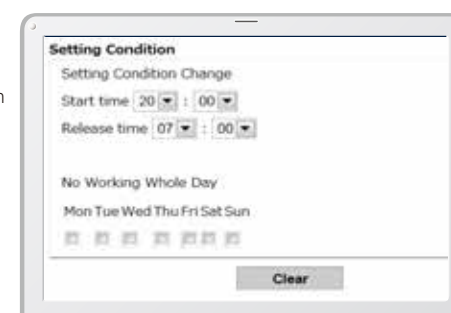 Setting Condition
Setting Condition Change
Start time 20 : 00
Release time 07 : 00
No Working Whole Day
Mon Tue Wed Thu Fri Sat Sun
Clear